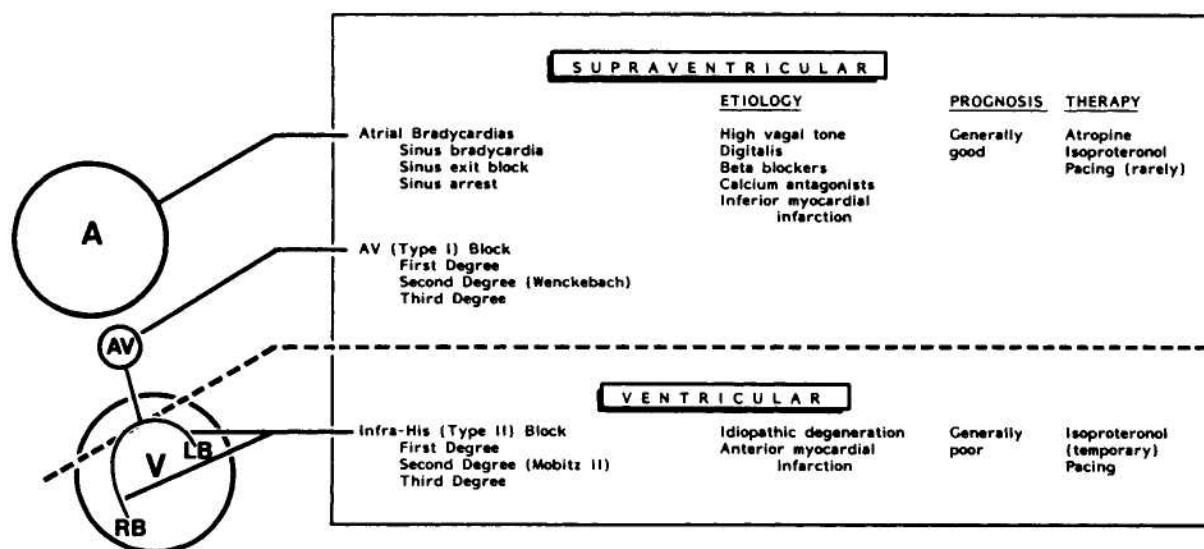 SUPRAVENTRICULAR
ETIOLOGY PROGNOSIS THERAPY
Atrial Bradycardias High vagal tone Generally Atropine
Sinus bradycardia Digitalis good Isoproteronol
Sinus exit block Beta blockers Pacing (rarely)
Sinus arrest Calcium antagonists
Inferior myocardial
infarction
A
AV (Type I) Block
First Degree
Second Degree (Wenckebach)
Third Degree
AV
VENTRICULAR
Infra-His (Type II) Block Idiopathic degeneration Generally Isoproteronol
First Degree Anterior myocardial poor (temporary)
Second Degree (Mobitz II) Infarction Pacing
Third Degree
LB
V
RB